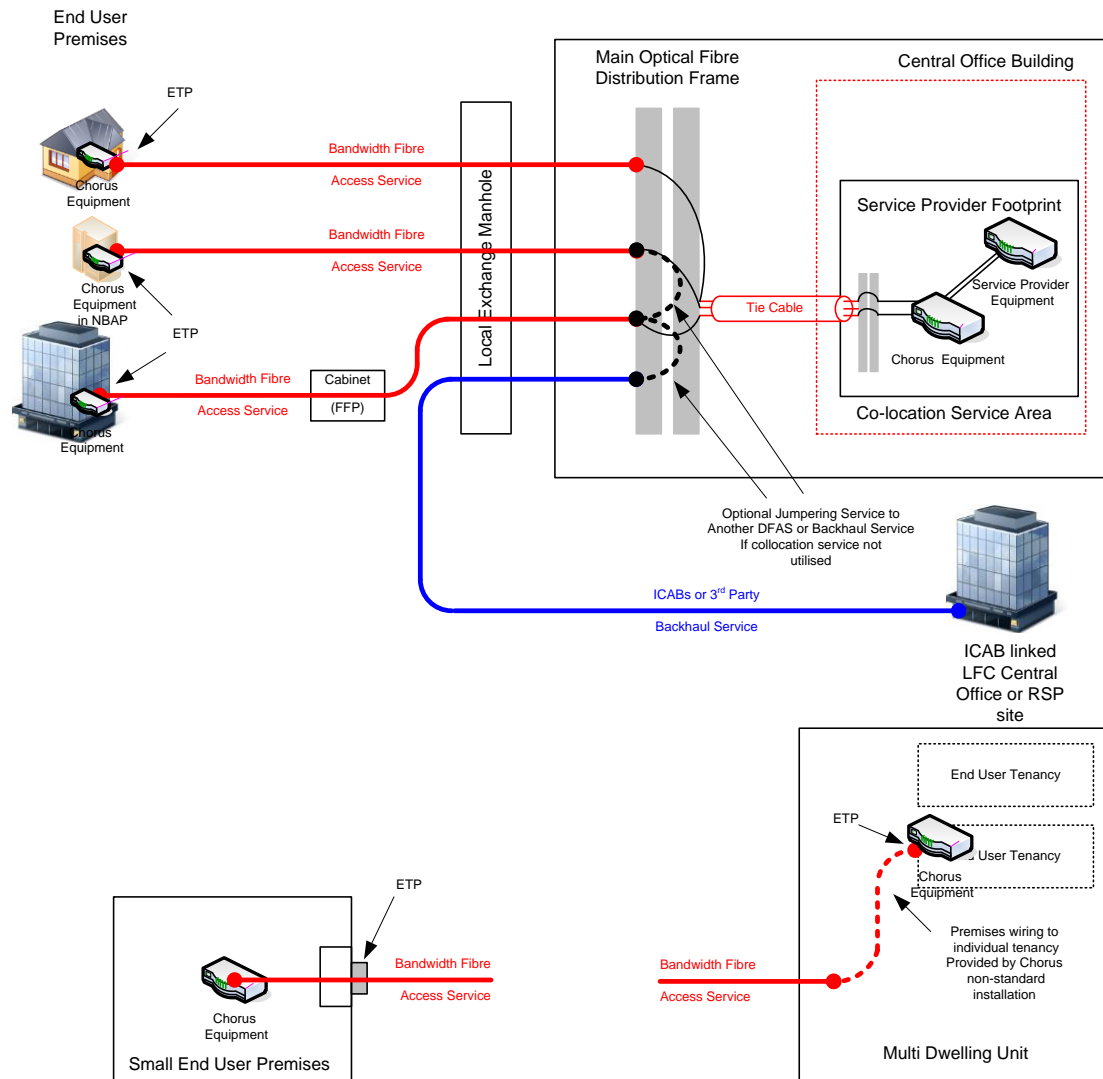 End User
Premises
ETP
Chorus
Equipment
Chorus
Equipment
in NBAP
ETP
Chorus
Equipment
Bandwidth Fibre
Access Service
Bandwidth Fibre
Access Service
Bandwidth Fibre
Access Service
Cabinet
(FFP)
Local Exchange Manhole
Main Optical Fibre
Distribution Frame
Central Office Building
Service Provider Footprint
Service Provider
Equipment
Tie Cable
Chorus Equipment
Co-location Service Area
Optional Jumpering Service to
Another DFAS or Backhaul Service
If collocation service not
utilised
ICABs or 3rd Party
Backhaul Service
ICAB linked
LFC Central
Office or RSP
site
ETP
Chorus
Equipment
Bandwidth Fibre
Access Service
Small End User Premises
End User Tenancy
ETP
User Tenancy
Chorus
Equipment
Premises wiring to
individual tenancy
Provided by Chorus
non-standard
installation
Bandwidth Fibre
Access Service
Multi Dwelling Unit